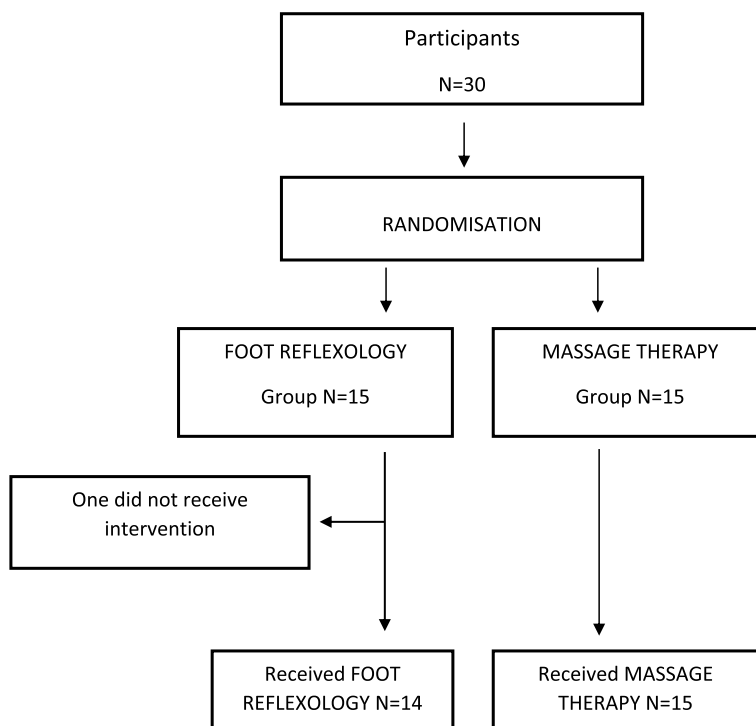 Participants
N=30
RANDOMISATION
FOOT REFLEXOLOGY
Group N=15
MASSAGE THERAPY
Group N=15
One did not receive
intervention
Received FOOT
REFLEXOLOGY N=14
Received MASSAGE
THERAPY N=15